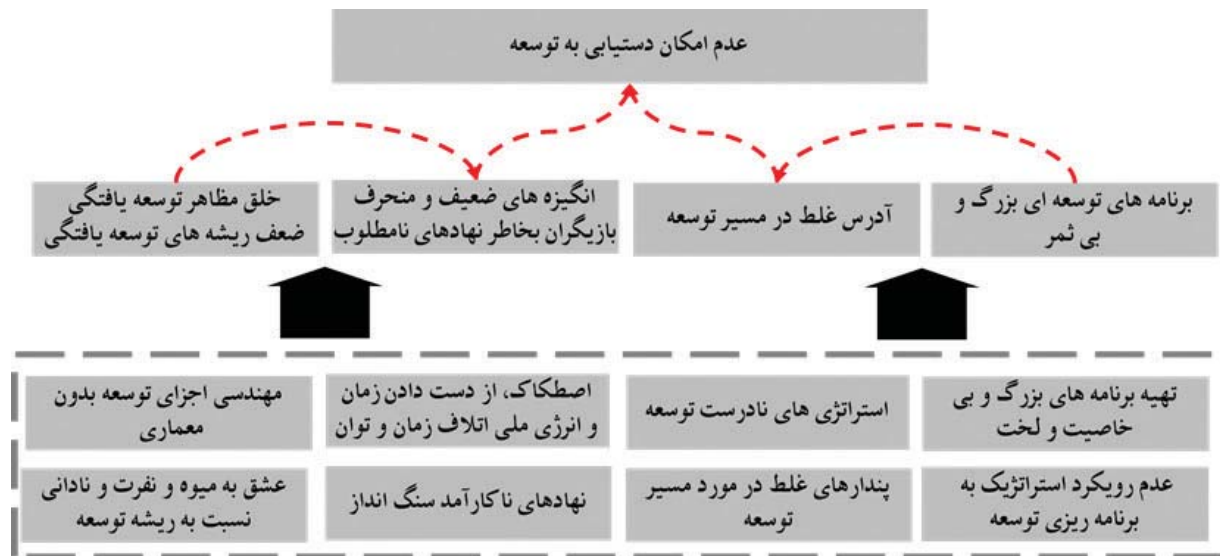 عدم امکان دستیابی به توسعه
برنامه های توسعه ای بزرگ و
بی ثمر
آدرس غلط در مسیر توسعه
انگیزه های ضعیف و منحرف
بازیگران بخاطر نهادهای نامطلوب
خلق مظاهر توسعه یافتگی
ضعف ریشه های توسعه یافتگی
تهیه برنامه های بزرگ و بی
خاصیت و لخت
استراتژی های نادرست توسعه
اصطکاک، از دست دادن زمان
و انرژی ملی اتلاف زمان و توان
مهندسی اجزای توسعه بدون
معماری
عدم رویکرد استراتژیک به
برنامه ریزی توسعه
پندارهای غلط در مورد مسیر
توسعه
نهادهای ناکارآمد سنگ انداز
عشق به میوه و نفرت و نادانی
نسبت به ریشه توسعه